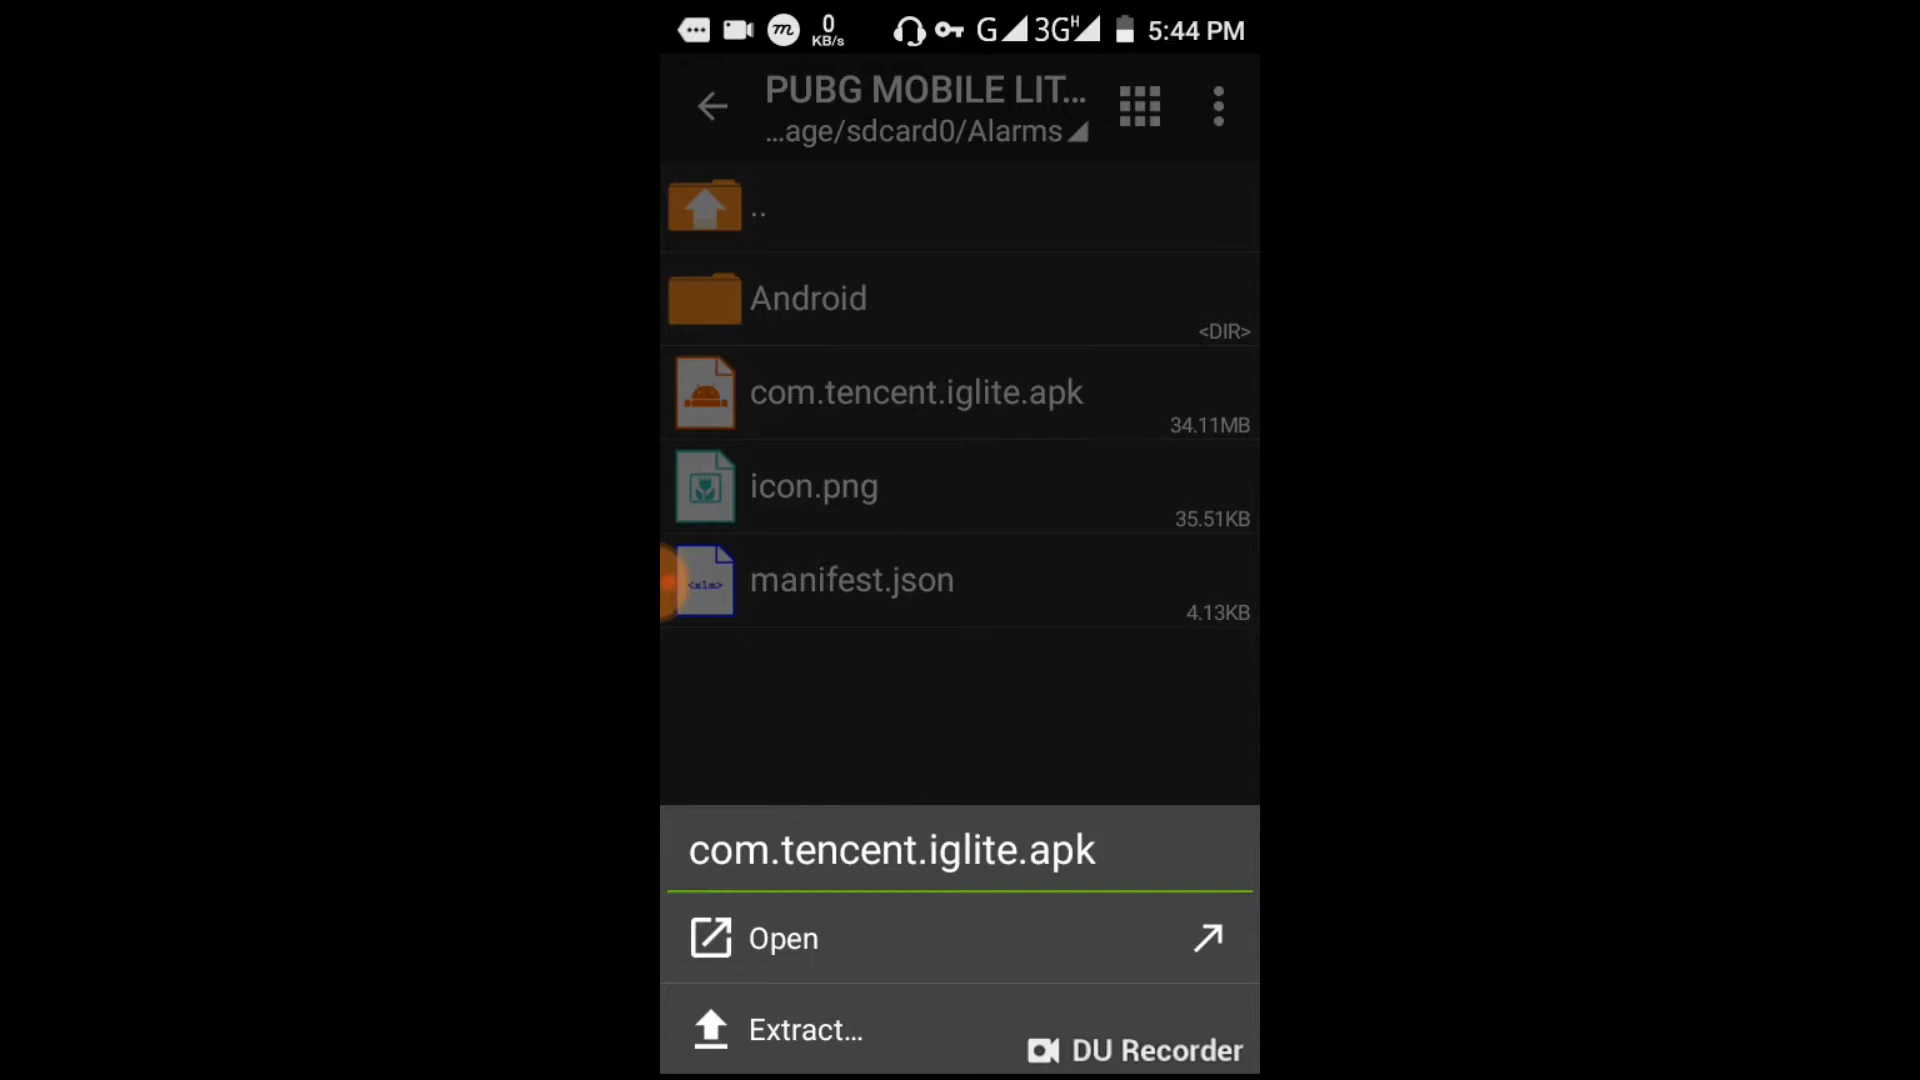 0 KB/s G 3G H 5:44 PM
PUBG MOBILE LIT...
...age/sdcard0/Alarms
..
Android
<DIR>
com.tencent.iglite.apk
34.11MB
icon.png
35.51KB
<xlm> manifest.json
4.13KB
com.tencent.iglite.apk
Open
Extract...
DU Recorder